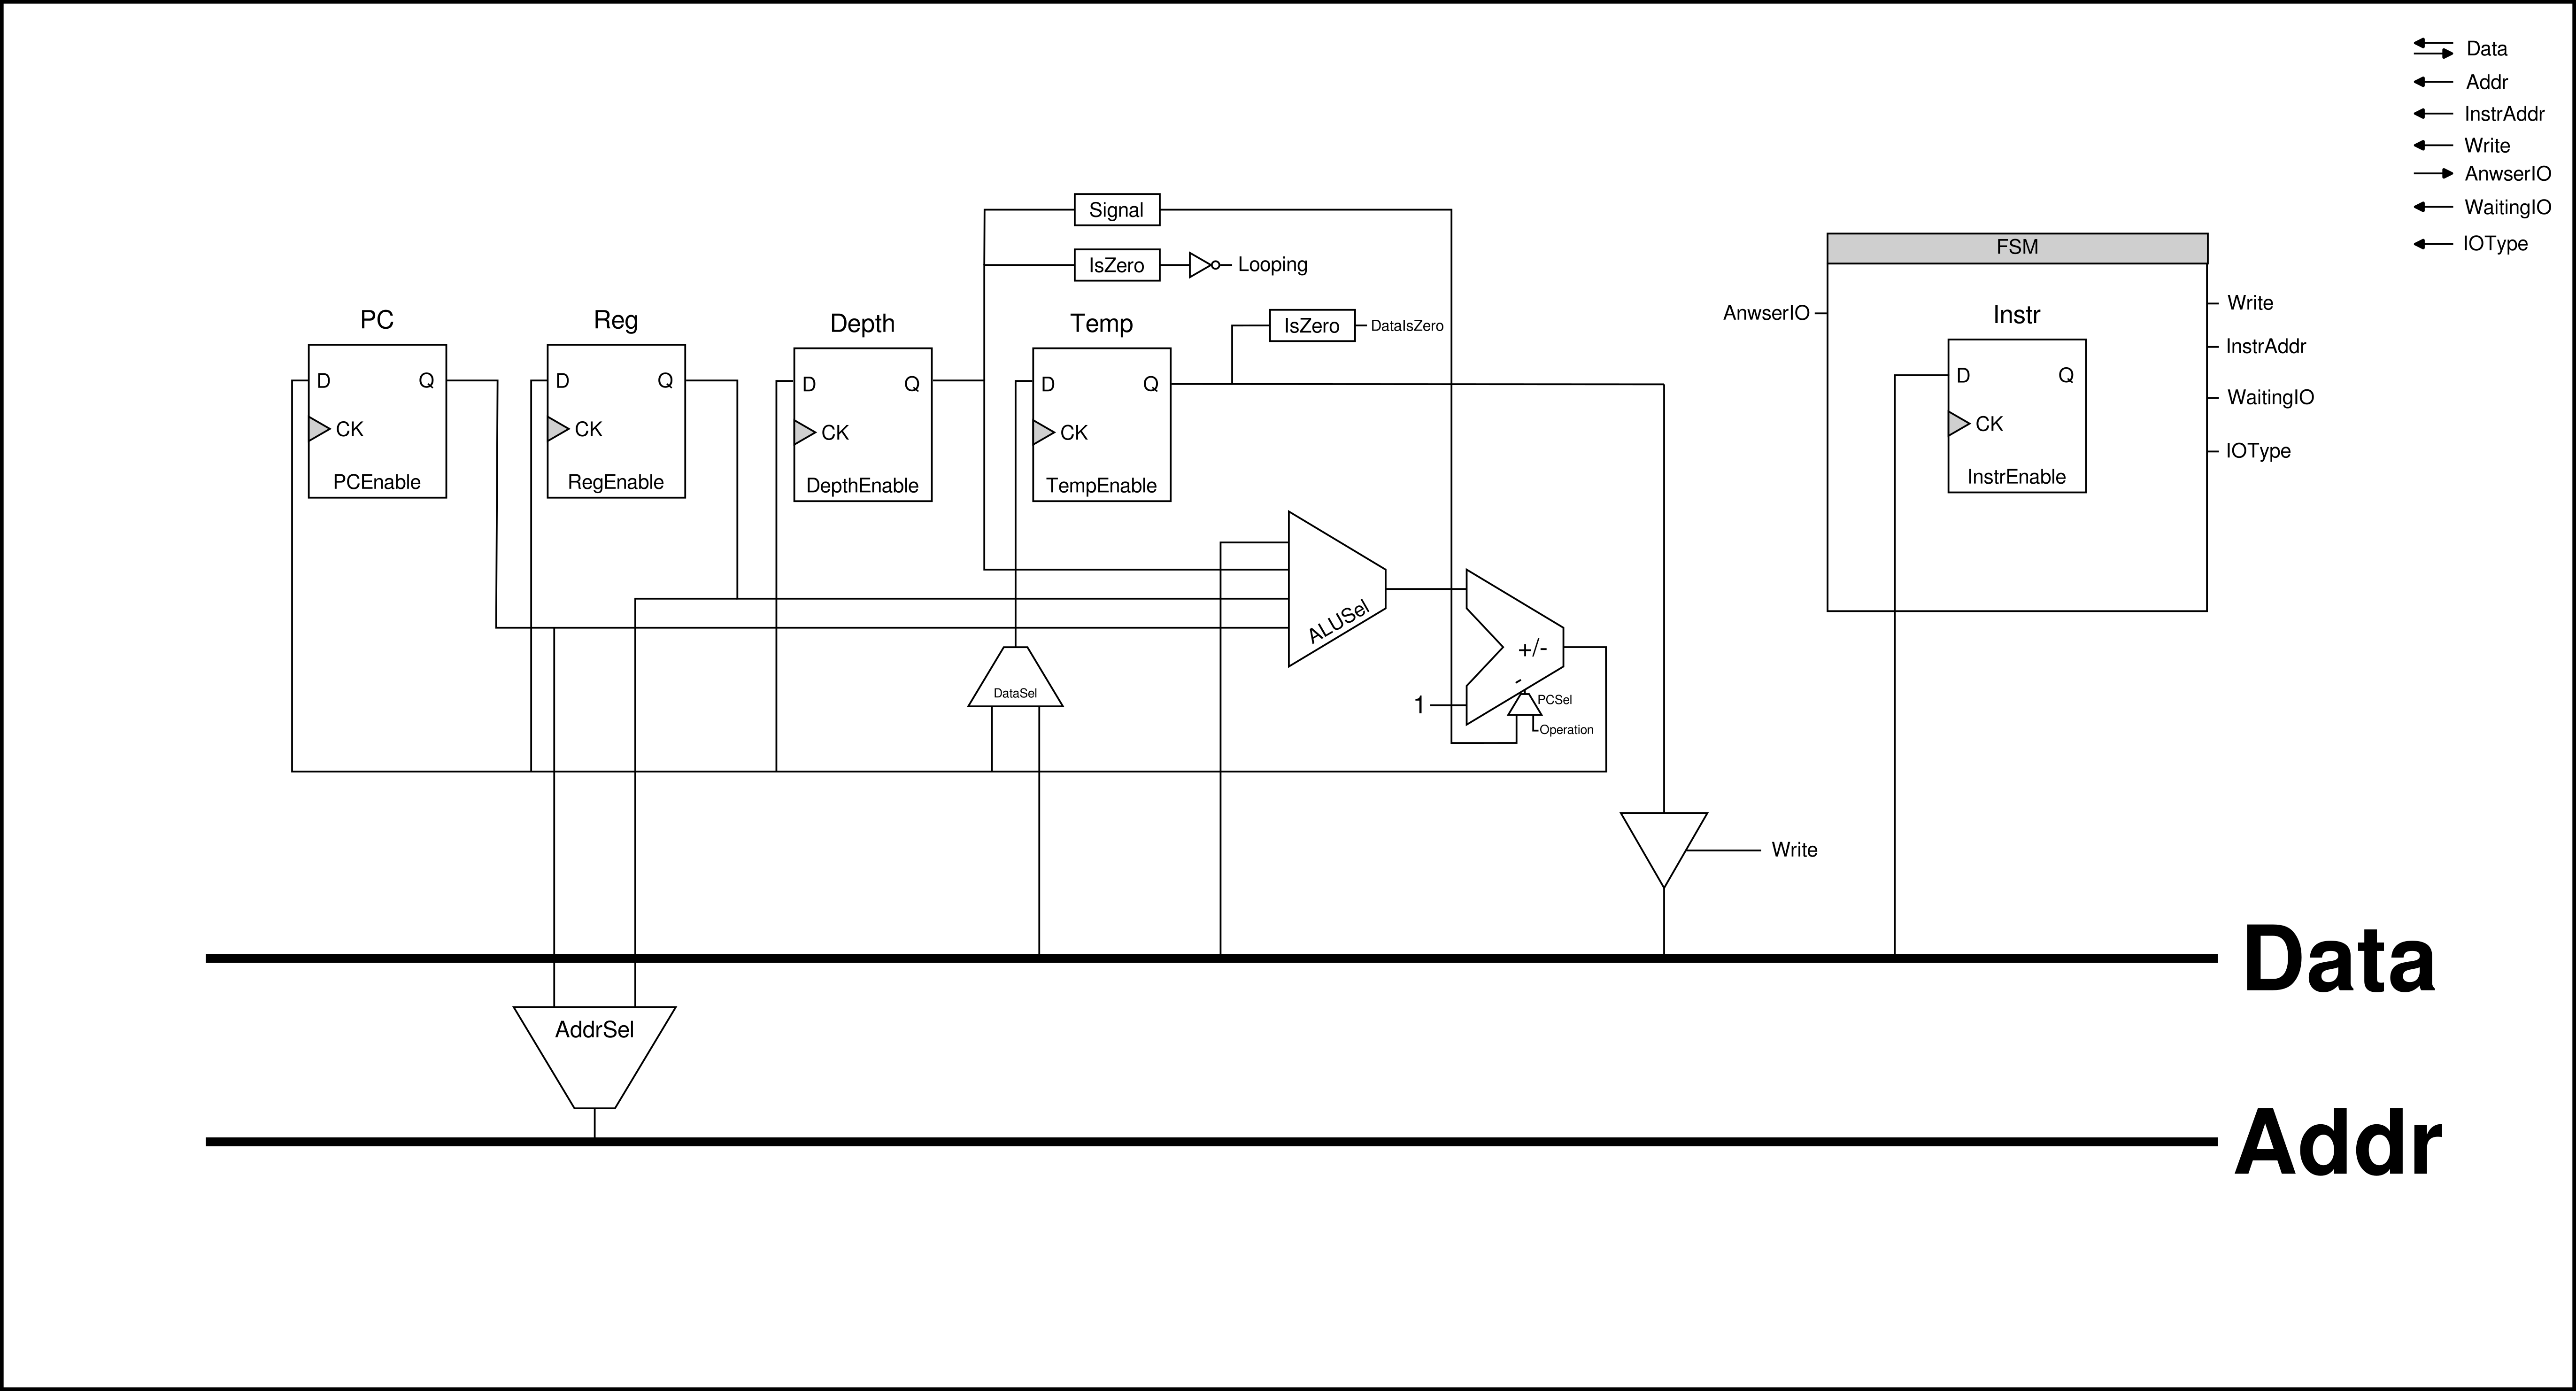 Data
Addr
InstrAddr
Write
AnwserIO
WaitingIO
IOType
Signal
IsZero
Looping
IsZero
DataIsZero
PC
D
Q
CK
PCEnable
Reg
D
Q
CK
RegEnable
Depth
D
Q
CK
DepthEnable
Temp
D
Q
CK
TempEnable
FSM
AnwserIO
Instr
D
Q
CK
InstrEnable
Write
InstrAddr
WaitingIO
IOType
ALUSel
DataSel
+/-
-
1
PCSel
Operation
Write
Data
AddrSel
Addr